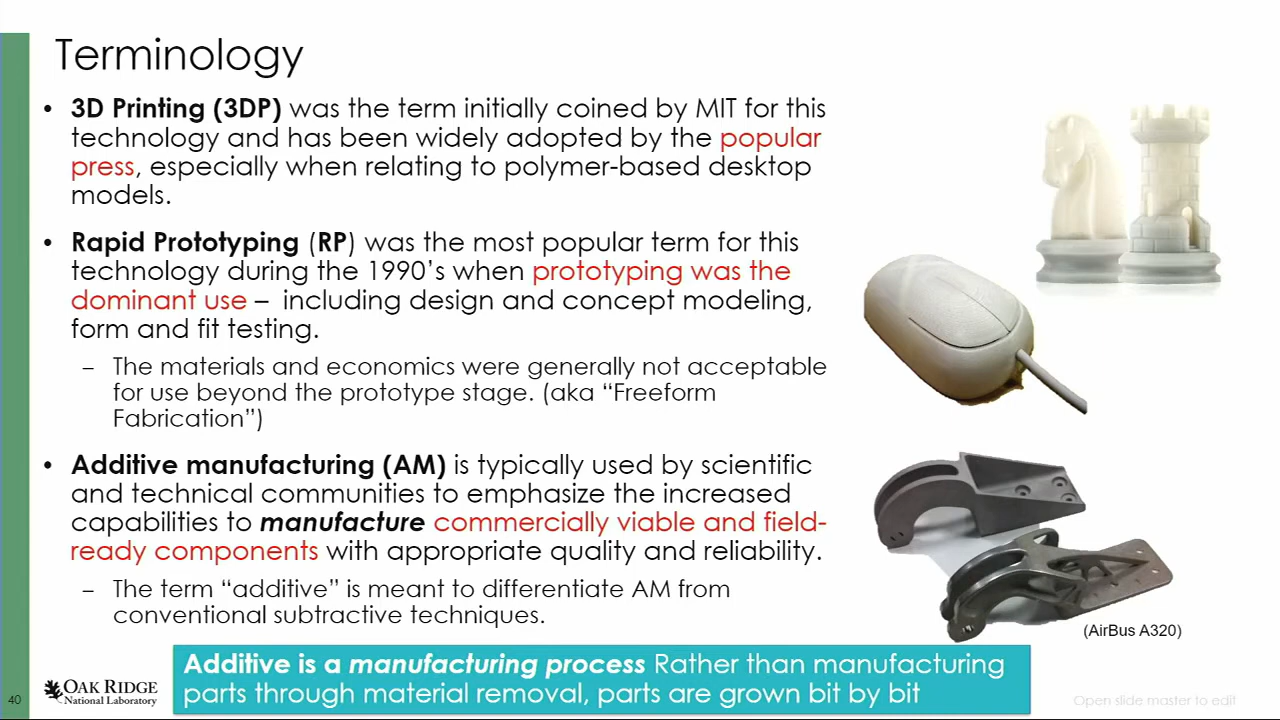 Terminology
• 3D Printing (3DP) was the term initially coined by MIT for this
technology and has been widely adopted by the popular
press, especially when relating to polymer-based desktop
models.
• Rapid Prototyping (RP) was the most popular term for this
technology during the 1990’s when prototyping was the
dominant use – including design and concept modeling,
form and fit testing.
– The materials and economics were generally not acceptable
for use beyond the prototype stage. (aka “Freeform
Fabrication”)
• Additive manufacturing (AM) is typically used by scientific
and technical communities to emphasize the increased
capabilities to manufacture commercially viable and field-
ready components with appropriate quality and reliability.
– The term “additive” is meant to differentiate AM from
conventional subtractive techniques.
(AirBus A320)
Additive is a manufacturing process Rather than manufacturing
parts through material removal, parts are grown bit by bit
40
OAK RIDGE
National Laboratory
Open slide master to edit